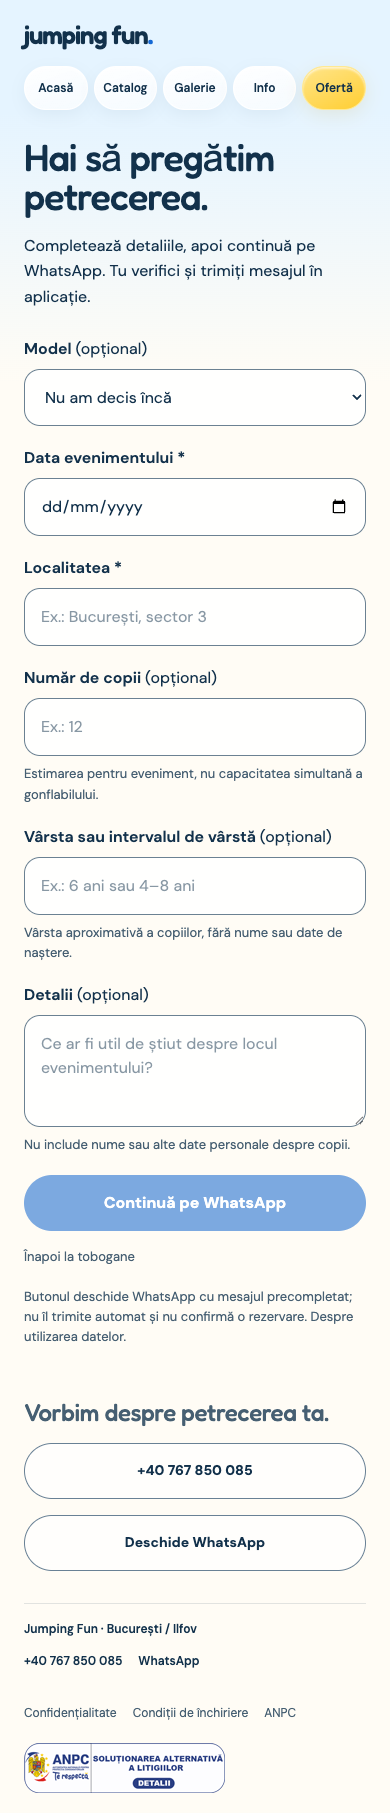 jumping fun.
Acasă Catalog Galerie Info Ofertă
Hai să pregătim
petrecerea.
Completează detaliile, apoi continuă pe
WhatsApp. Tu verifici și trimiți mesajul în
aplicație.
Model (opțional)
Nu am decis încă
Data evenimentului *
dd/mm/yyyy
Localitatea *
Ex.: București, sector 3
Număr de copii (opțional)
Ex.: 12
Estimarea pentru eveniment, nu capacitatea simultană a
gonflabilului.
Vârsta sau intervalul de vârstă (opțional)
Ex.: 6 ani sau 4–8 ani
Vârsta aproximativă a copiilor, fără nume sau date de
naștere.
Detalii (opțional)
Ce ar fi util de știut despre locul
evenimentului?
Nu include nume sau alte date personale despre copii.
Continuă pe WhatsApp
Înapoi la tobogane
Butonul deschide WhatsApp cu mesajul precompletat;
nu îl trimite automat și nu confirmă o rezervare. Despre
utilizarea datelor.
Vorbim despre petrecerea ta.
+40 767 850 085
Deschide WhatsApp
Jumping Fun · București / Ilfov
+40 767 850 085 WhatsApp
Confidențialitate Condiții de închiriere ANPC
ANPC
Te respectă
SOLUȚIONAREA ALTERNATIVĂ
A LITIGIILOR
DETALII